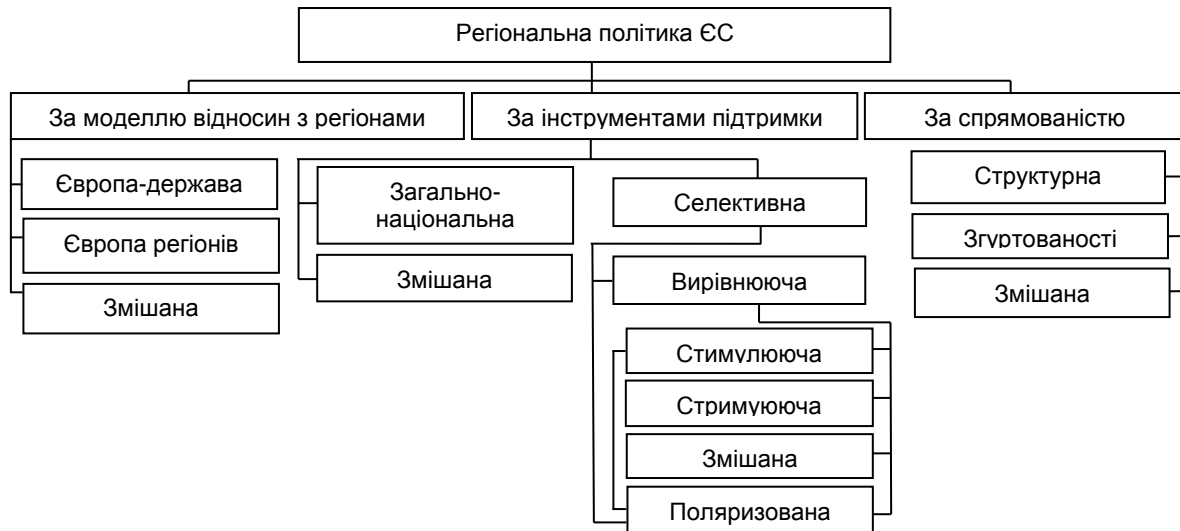 Регіональна політика ЄС
За моделлю відносин з регіонами
За інструментами підтримки
За спрямованістю
Європа-держава
Європа регіонів
Змішана
Загально-
національна
Змішана
Селективна
Вирівнююча
Стимулююча
Стримуююча
Змішана
Поляризована
Структурна
Згуртованості
Змішана